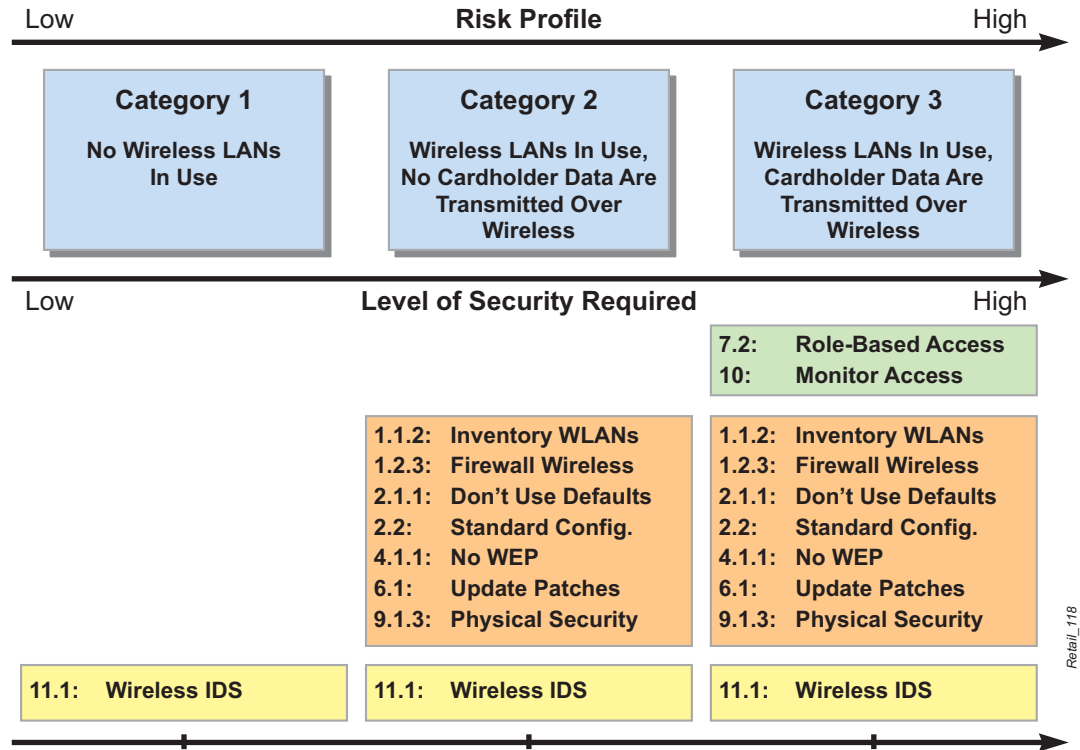 Low Risk Profile High
Category 1
No Wireless LANs
In Use
Category 2
Wireless LANs In Use,
No Cardholder Data Are
Transmitted Over
Wireless
Category 3
Wireless LANs In Use,
Cardholder Data Are
Transmitted Over
Wireless
Low Level of Security Required High
7.2: Role-Based Access
10: Monitor Access
1.1.2: Inventory WLANs
1.2.3: Firewall Wireless
2.1.1: Don’t Use Defaults
2.2: Standard Config.
4.1.1: No WEP
6.1: Update Patches
9.1.3: Physical Security
1.1.2: Inventory WLANs
1.2.3: Firewall Wireless
2.1.1: Don’t Use Defaults
2.2: Standard Config.
4.1.1: No WEP
6.1: Update Patches
9.1.3: Physical Security
11.1: Wireless IDS
11.1: Wireless IDS
11.1: Wireless IDS
Retail_118